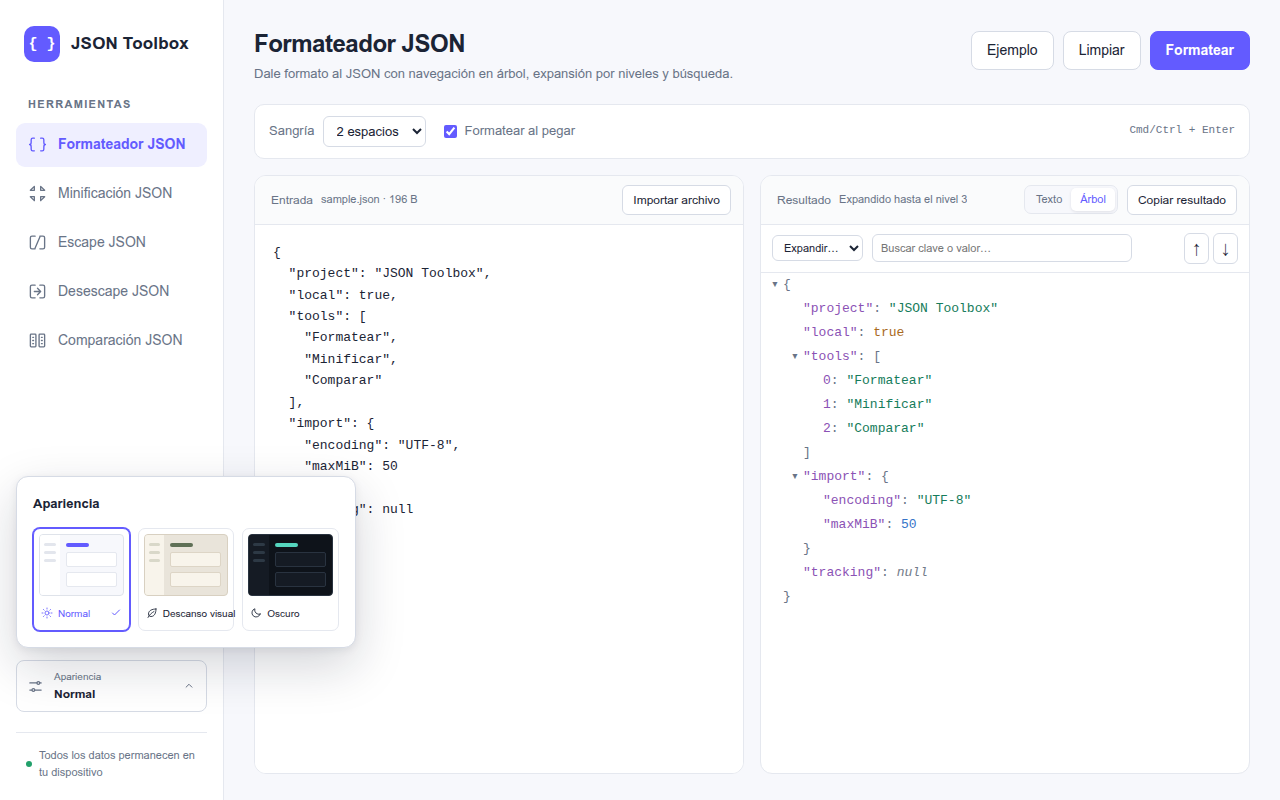 { } JSON Toolbox
HERRAMIENTAS
Formateador JSON
Minificación JSON
Escape JSON
Desescape JSON
Comparación JSON
Apariencia
Normal
Descanso visual
Oscuro
Apariencia
Normal
Todos los datos permanecen en
tu dispositivo
Formateador JSON
Dale formato al JSON con navegación en árbol, expansión por niveles y búsqueda.
Ejemplo
Limpiar
Formatear
Sangría
2 espacios
Formatear al pegar
Cmd/Ctrl + Enter
Entrada sample.json · 196 B
Importar archivo
{
"project": "JSON Toolbox",
"local": true,
"tools": [
"Formatear",
"Minificar",
"Comparar"
],
"import": {
"encoding": "UTF-8",
"maxMiB": 50
": null
Resultado Expandido hasta el nivel 3
Texto
Árbol
Copiar resultado
Expandir…
Buscar clave o valor…
↑
↓
▾ {
"project": "JSON Toolbox"
"local": true
▾ "tools": [
0: "Formatear"
1: "Minificar"
2: "Comparar"
]
▾ "import": {
"encoding": "UTF-8"
"maxMiB": 50
}
"tracking": null
}